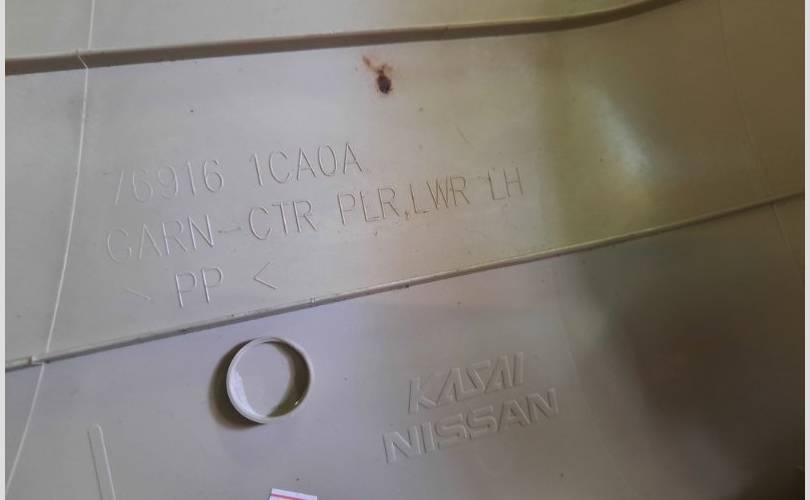 76916 1CA0A
GARN-CTR PLR,LWR LH
> PP <
KASAI
NISSAN